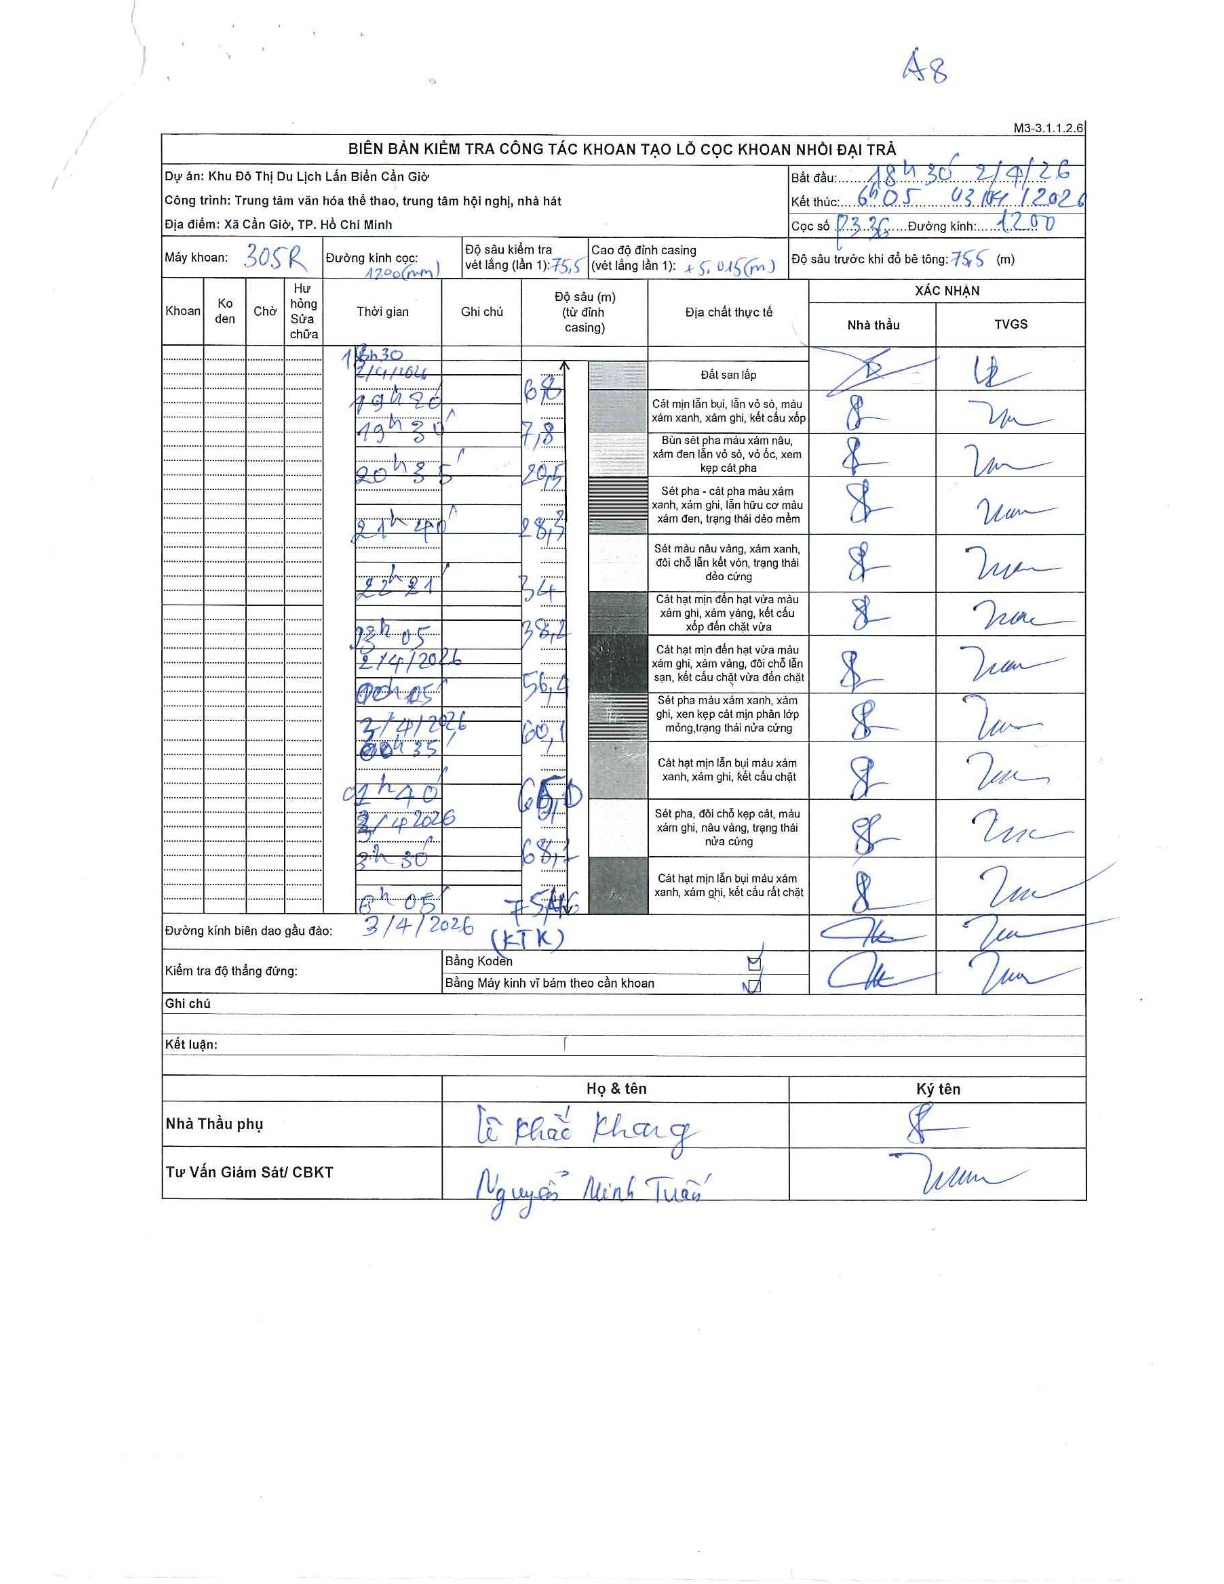 A8
M3-3.1.1.2.6
BIÊN BẢN KIỂM TRA CÔNG TÁC KHOAN TẠO LỖ CỌC KHOAN NHỒI ĐẠI TRÀ
Dự án: Khu Đô Thị Du Lịch Lấn Biển Cần Giờ
Bắt đầu: 18h30 2/4/26
Công trình: Trung tâm văn hóa thể thao, trung tâm hội nghị, nhà hát
Kết thúc: 6h05 03/04/2026
Địa điểm: Xã Cần Giờ, TP. Hồ Chí Minh
Cọc số Đường kính: 1200
Máy khoan: 305R
Đường kính cọc: 1200(mm)
Độ sâu kiểm tra vét lắng (lần 1): 75,5
Cao độ đỉnh casing (vét lắng lần 1): +5.015(m)
Độ sâu trước khi đổ bê tông: 75,5 (m)
Khoan
Ko den
Chờ
Hư hỏng Sửa chữa
Thời gian
Ghi chú
Độ sâu (m) (từ đỉnh casing)
Địa chất thực tế
XÁC NHẬN
Nhà thầu
TVGS
18h30
2/4/2026
Đất san lấp
19h20
Cát mịn lẫn bụi, lẫn vỏ sò, màu
xám xanh, xám ghi, kết cấu xốp
19h30 7,8
Bùn sét pha màu xám nâu,
xám đen lẫn vỏ sò, vỏ ốc, xem
kẹp cát pha
20h35 20,5
Sét pha - cát pha màu xám
xanh, xám ghi, lẫn hữu cơ màu
xám đen, trạng thái dẻo mềm
21h40 28,3
Sét màu nâu vàng, xám xanh,
đôi chỗ lẫn kết vón, trạng thái
dẻo cứng
22h21 34
Cát hạt mịn đến hạt vừa màu
xám ghi, xám vàng, kết cấu
xốp đến chặt vừa
23h05 38,2
2/4/2026
Cát hạt mịn đến hạt vừa màu
xám ghi, xám vàng, đôi chỗ lẫn
sạn, kết cấu chặt vừa đến chặt
00h05 56,4
3/4/2026
Sét pha màu xám xanh, xám
ghi, xen kẹp cát mịn phân lớp
mỏng,trạng thái nửa cứng
00h35 60,1
Cát hạt mịn lẫn bụi màu xám
xanh, xám ghi, kết cấu chặt
01h40
3/4/2026
Sét pha, đôi chỗ kẹp cát, màu
xám ghi, nâu vàng, trạng thái
nửa cứng
3h30 68,2
Cát hạt mịn lẫn bụi màu xám
xanh, xám ghi, kết cấu rất chặt
6h05
3/4/2026
(KTK)
Đường kính biên dao gầu đào:
Kiểm tra độ thẳng đứng:
Bằng Koden
Bằng Máy kinh vĩ bám theo cần khoan
Ghi chú
Kết luận:
Họ & tên
Ký tên
Nhà Thầu phụ
Lê Khắc Khang
Tư Vấn Giám Sát/ CBKT
Nguyễn Minh Tuấn